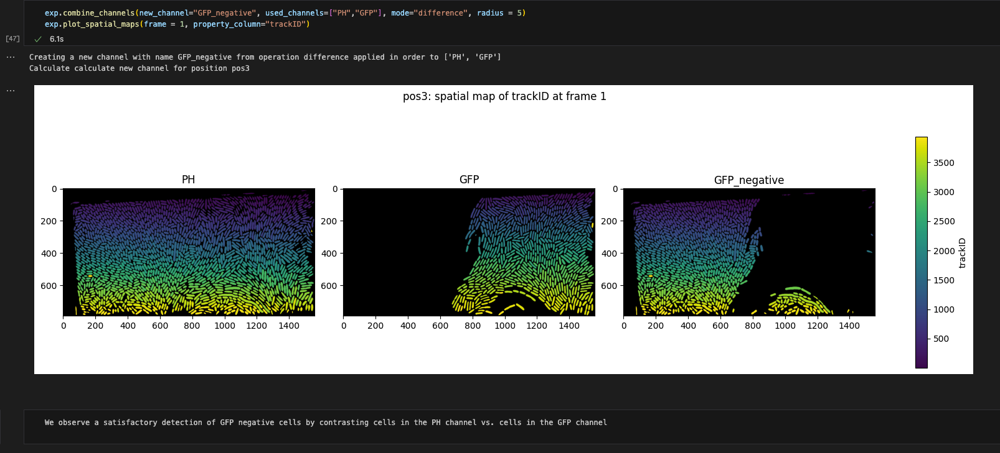 exp.combine_channels(new_channel="GFP_negative", used_channels=["PH","GFP"], mode="difference", radius = 5)
exp.plot_spatial_maps(frame = 1, property_column="trackID")
[47]
✓ 6.1s
...
Creating a new channel with name GFP_negative from operation difference applied in order to ['PH', 'GFP']
Calculate calculate new channel for position pos3
...
pos3: spatial map of trackID at frame 1
PH
0
200
400
600
0 200 400 600 800 1000 1200 1400
GFP
0
200
400
600
0 200 400 600 800 1000 1200 1400
GFP_negative
0
200
400
600
0 200 400 600 800 1000 1200 1400
3500
3000
2500
2000
1500
1000
500
trackID
We observe a satisfactory detection of GFP negative cells by contrasting cells in the PH channel vs. cells in the GFP channel